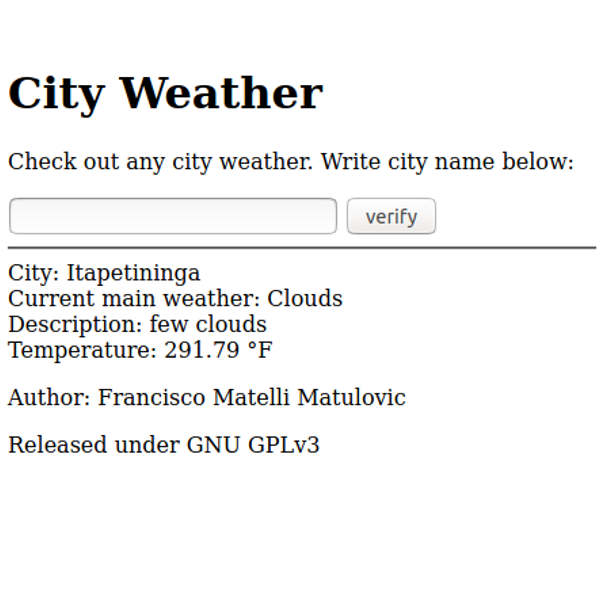 City Weather
Check out any city weather. Write city name below:
verify
City: Itapetininga
Current main weather: Clouds
Description: few clouds
Temperature: 291.79 °F
Author: Francisco Matelli Matulovic
Released under GNU GPLv3